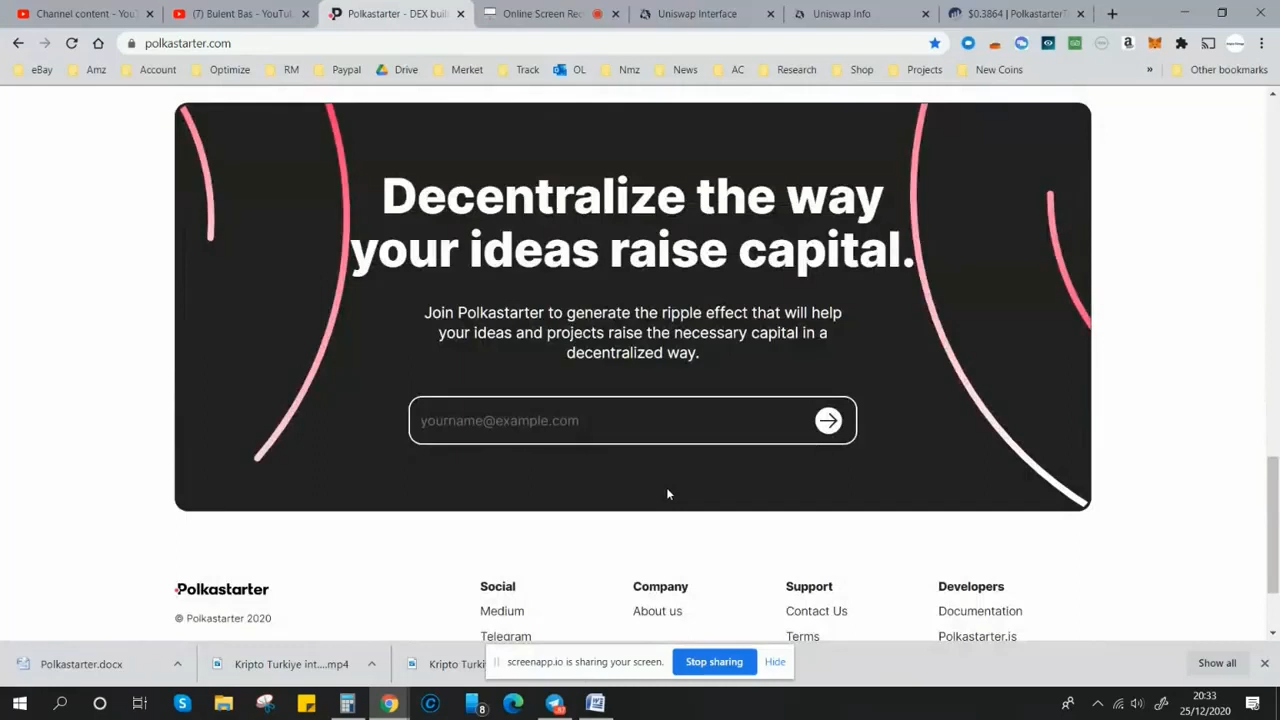 Channel content - You
(7) Bulent Bas - YouTub
Polkastarter - DEX buil
Online Screen Rec
Uniswap Interface
Uniswap Info
$0.3864 | PolkastarterT
polkastarter.com
eBay
Amz
Account
Optimize
RM
Paypal
Drive
Market
Track
OL
Nmz
News
AC
Research
Shop
Projects
New Coins
»
Other bookmarks
Decentralize the way
your ideas raise capital.
Join Polkastarter to generate the ripple effect that will help
your ideas and projects raise the necessary capital in a
decentralized way.
yourname@example.com
Polkastarter
© Polkastarter 2020
Social
Medium
Telegram
Company
About us
Support
Contact Us
Terms
Developers
Documentation
Polkastarter.js
Polkastarter.docx
Kripto Turkiye int....mp4
Kripto Turki
screenapp.io is sharing your screen.
Stop sharing
Hide
Show all
8
20:33
25/12/2020